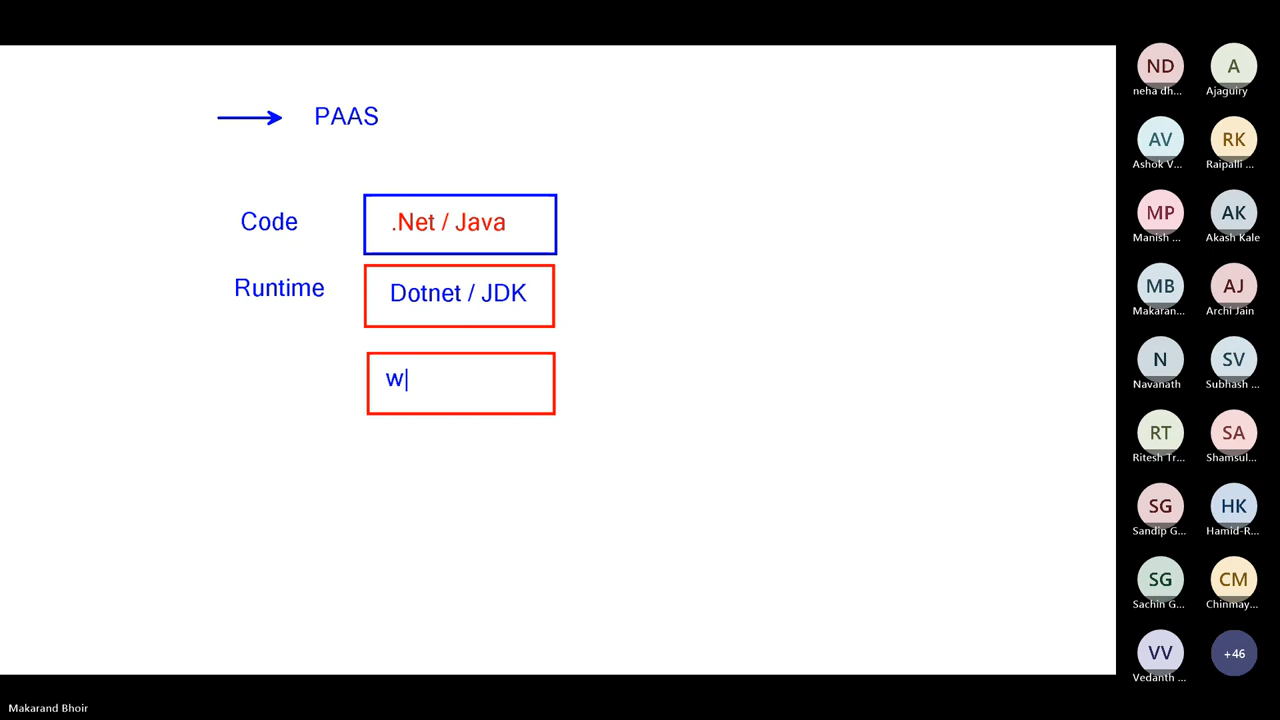 PAAS
Code
.Net / Java
Runtime
Dotnet / JDK
w
ND
neha dh...
A
Ajaguiry
AV
Ashok V...
RK
Raipalli ...
MP
Manish ...
AK
Akash Kale
MB
Makaran...
AJ
Archi Jain
N
Navanath
SV
Subhash ...
RT
Ritesh Tr...
SA
Shamsul...
SG
Sandip G...
HK
Hamid-R...
SG
Sachin G...
CM
Chinmay...
VV
Vedanth ...
+46
Makarand Bhoir